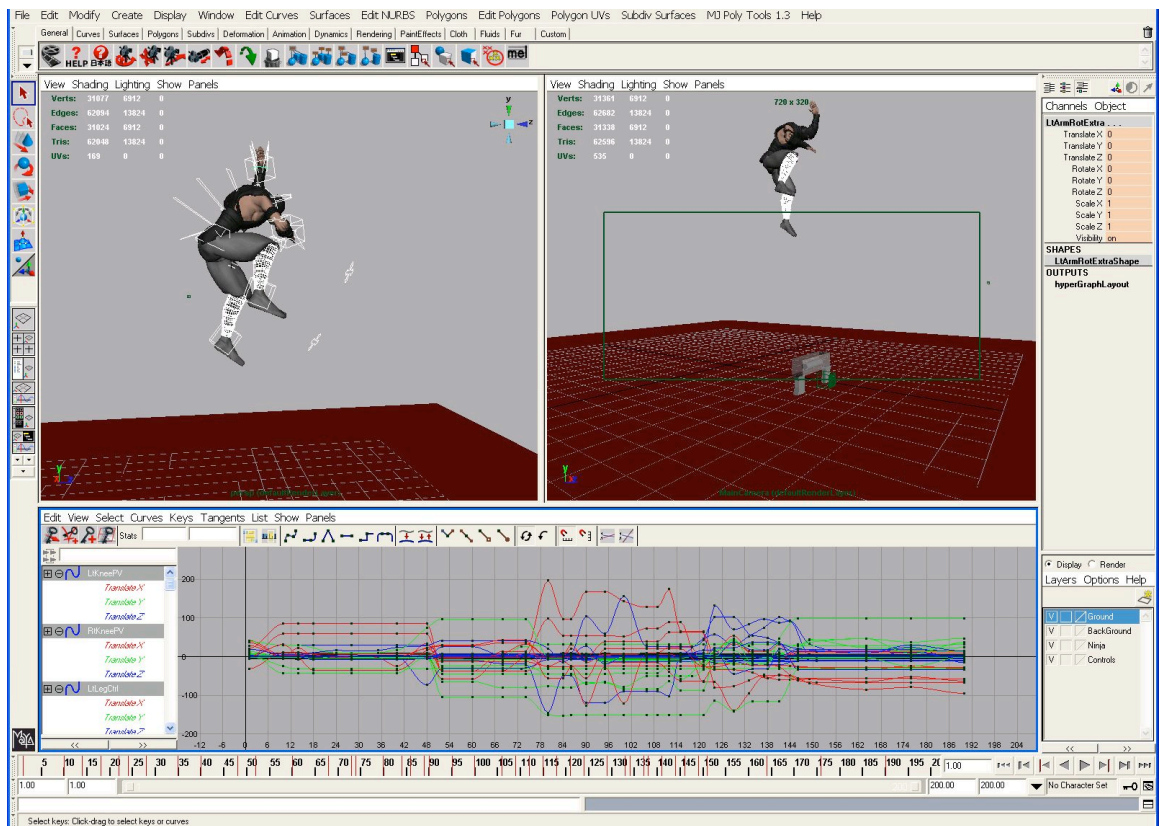 File Edit Modify Create Display Window Edit Curves Surfaces Edit NURBS Polygons Edit Polygons Polygon UVs Subdiv Surfaces MJ Poly Tools 1.3 Help
General Curves Surfaces Polygons Subdivs Deformation Animation Dynamics Rendering PaintEffects Cloth Fluids Fur Custom
HELP 日本語 mel
View Shading Lighting Show Panels
Verts: 31077 6912 0
Edges: 62094 13824 0
Faces: 31024 6912 0
Tris: 62048 13824 0
UVs: 169 0 0
y
z
y
persp (defaultRenderLayer)
View Shading Lighting Show Panels
Verts: 31361 6912 0
Edges: 62682 13824 0
Faces: 31338 6912 0
Tris: 62596 13824 0
UVs: 535 0 0
720 x 320
y
MainCamera (defaultRenderLayer)
Channels Object
LtArmRotExtra . . .
Translate X 0
Translate Y 0
Translate Z 0
Rotate X 0
Rotate Y 0
Rotate Z 0
Scale X 1
Scale Y 1
Scale Z 1
Visibility on
SHAPES
LtArmRotExtraShape
OUTPUTS
hyperGraphLayout
Edit View Select Curves Keys Tangents List Show Panels
Stats
LtKneePV
Translate X
Translate Y
Translate Z
RtKneePV
Translate X
Translate Y
Translate Z
LtLegCtrl
Translate X
Translate Y
Translate Z
<< >>
200
100
0
-100
-200
-12 -6 0 6 12 18 24 30 36 42 48 54 60 66 72 78 84 90 96 102 108 114 120 126 132 138 144 150 156 162 168 174 180 186 192 198 204
Display Render
Layers Options Help
V Ground
V BackGround
V Ninja
V Controls
<< >>
MAYA
5 10 15 20 25 30 35 40 45 50 55 60 65 70 75 80 85 90 95 100 105 110 115 120 125 130 135 140 145 150 155 160 165 170 175 180 185 190 195 1.00
1.00 1.00 200.00 200.00 No Character Set
Select keys: Click-drag to select keys or curves